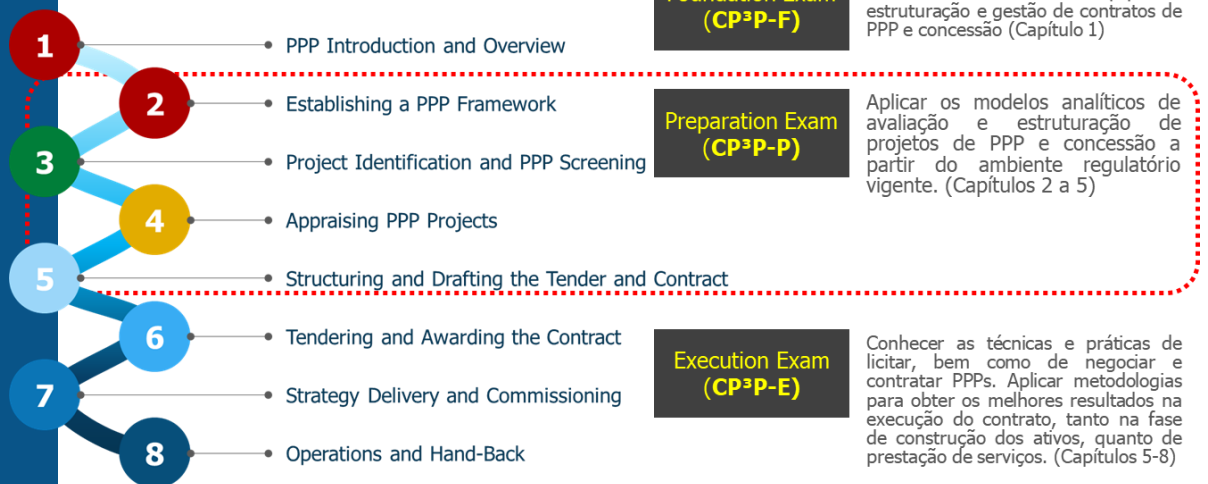 1
PPP Introduction and Overview
2
Establishing a PPP Framework
3
Project Identification and PPP Screening
4
Appraising PPP Projects
5
Structuring and Drafting the Tender and Contract
6
Tendering and Awarding the Contract
7
Strategy Delivery and Commissioning
8
Operations and Hand-Back
Foundation Exam
(CP³P-F)
estruturação e gestão de contratos de
PPP e concessão (Capítulo 1)
Preparation Exam
(CP³P-P)
Aplicar os modelos analíticos de
avaliação e estruturação de
projetos de PPP e concessão a
partir do ambiente regulatório
vigente. (Capítulos 2 a 5)
Execution Exam
(CP³P-E)
Conhecer as técnicas e práticas de
licitar, bem como de negociar e
contratar PPPs. Aplicar metodologias
para obter os melhores resultados na
execução do contrato, tanto na fase
de construção dos ativos, quanto de
prestação de serviços. (Capítulos 5-8)